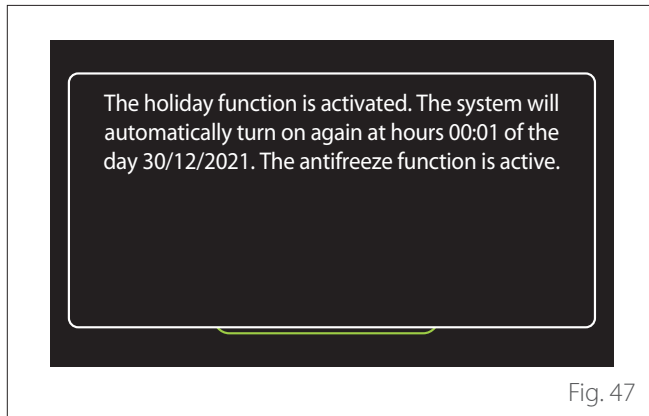 The holiday function is activated. The system will
automatically turn on again at hours 00:01 of the
day 30/12/2021. The antifreeze function is active.
Fig. 47